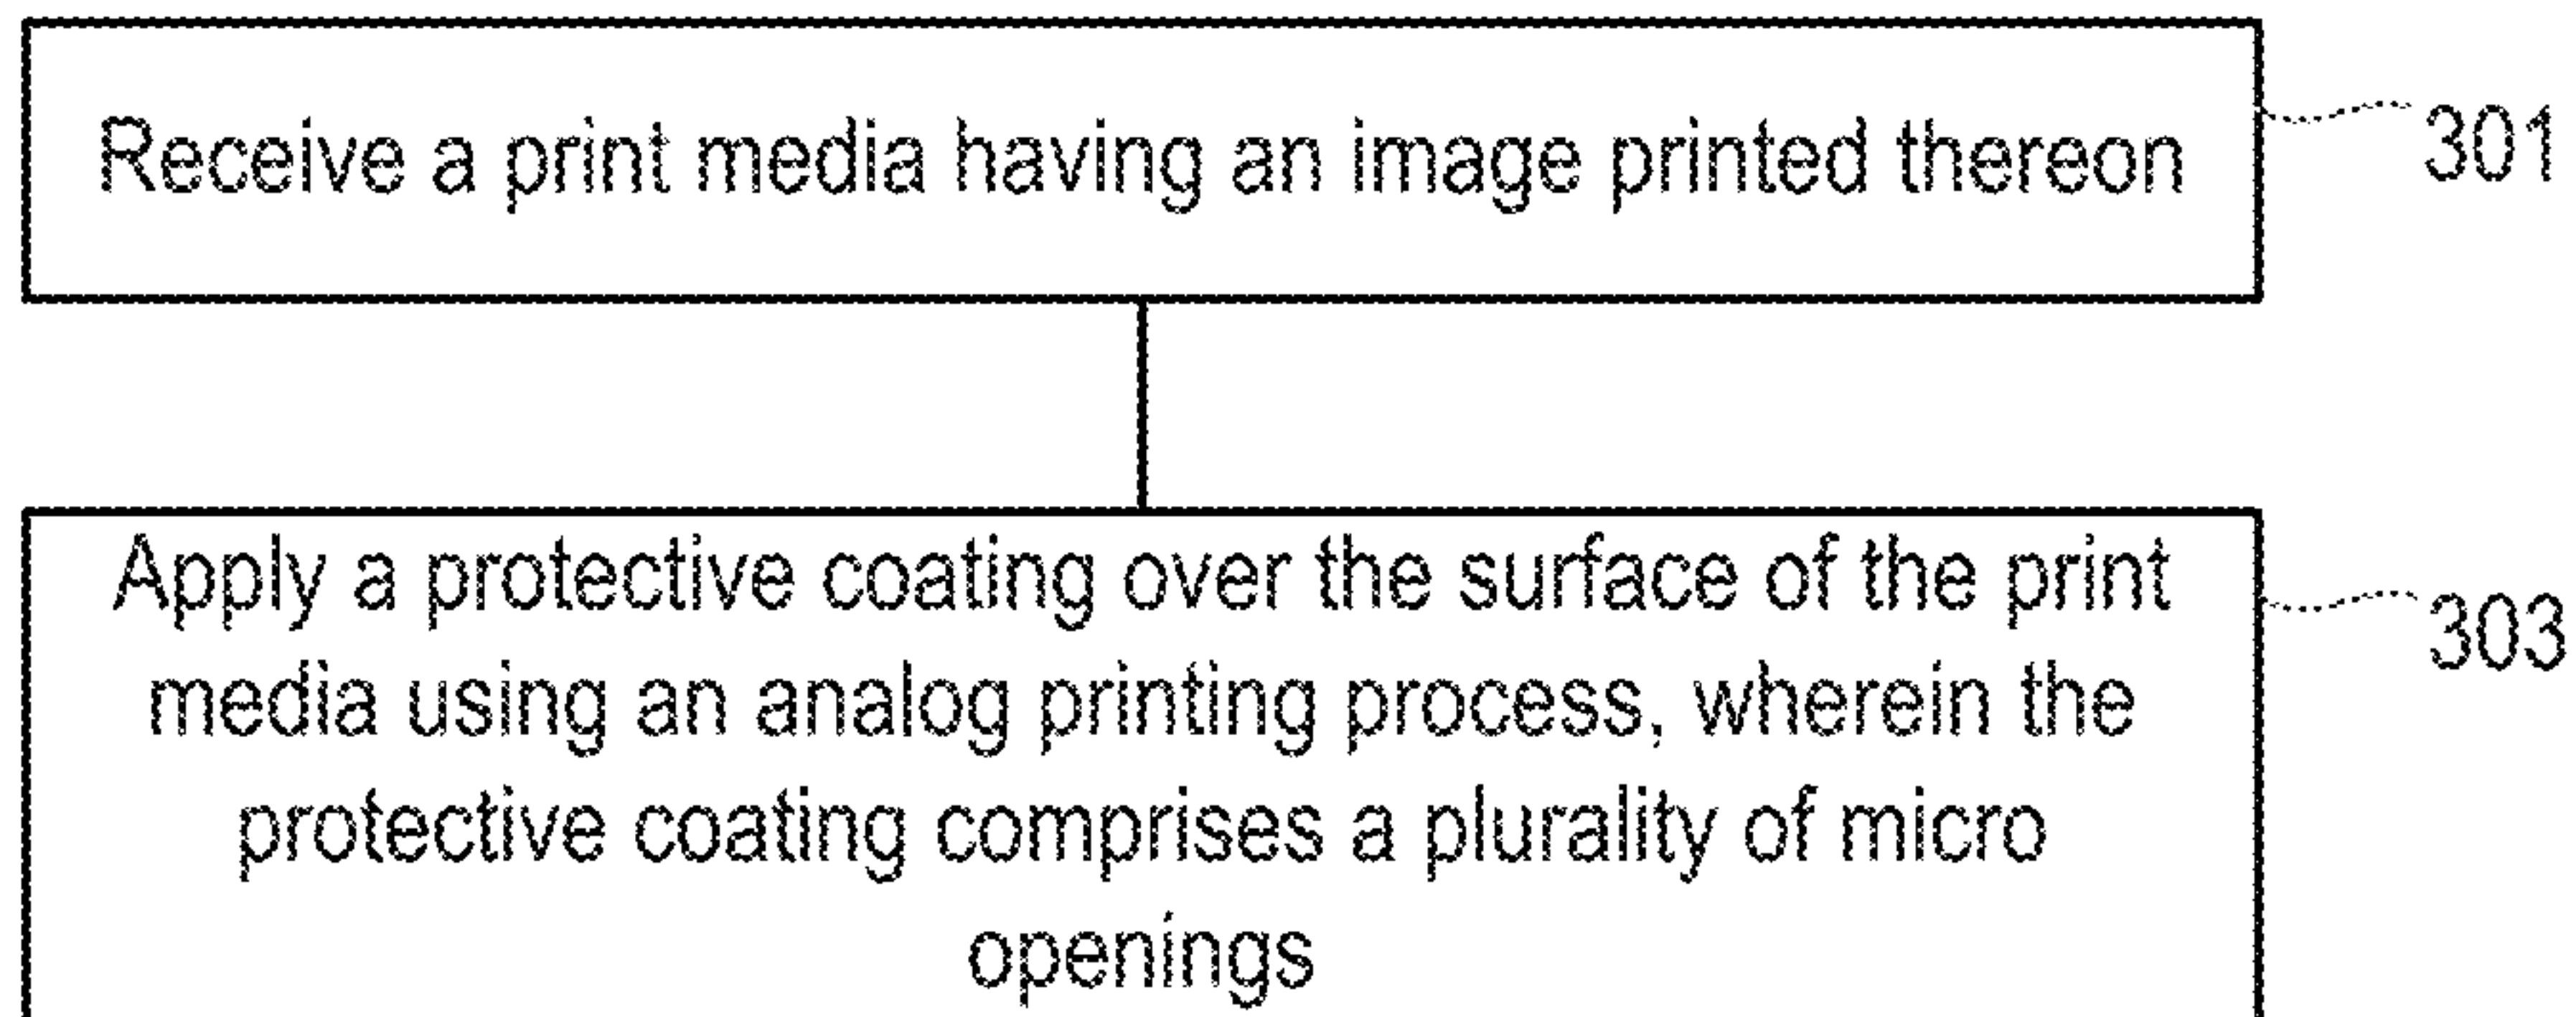 Receive a print media having an image printed thereon
301
Apply a protective coating over the surface of the print
303
media using an analog printing process, wherein the
protective coating comprises a plurality of micro
openings